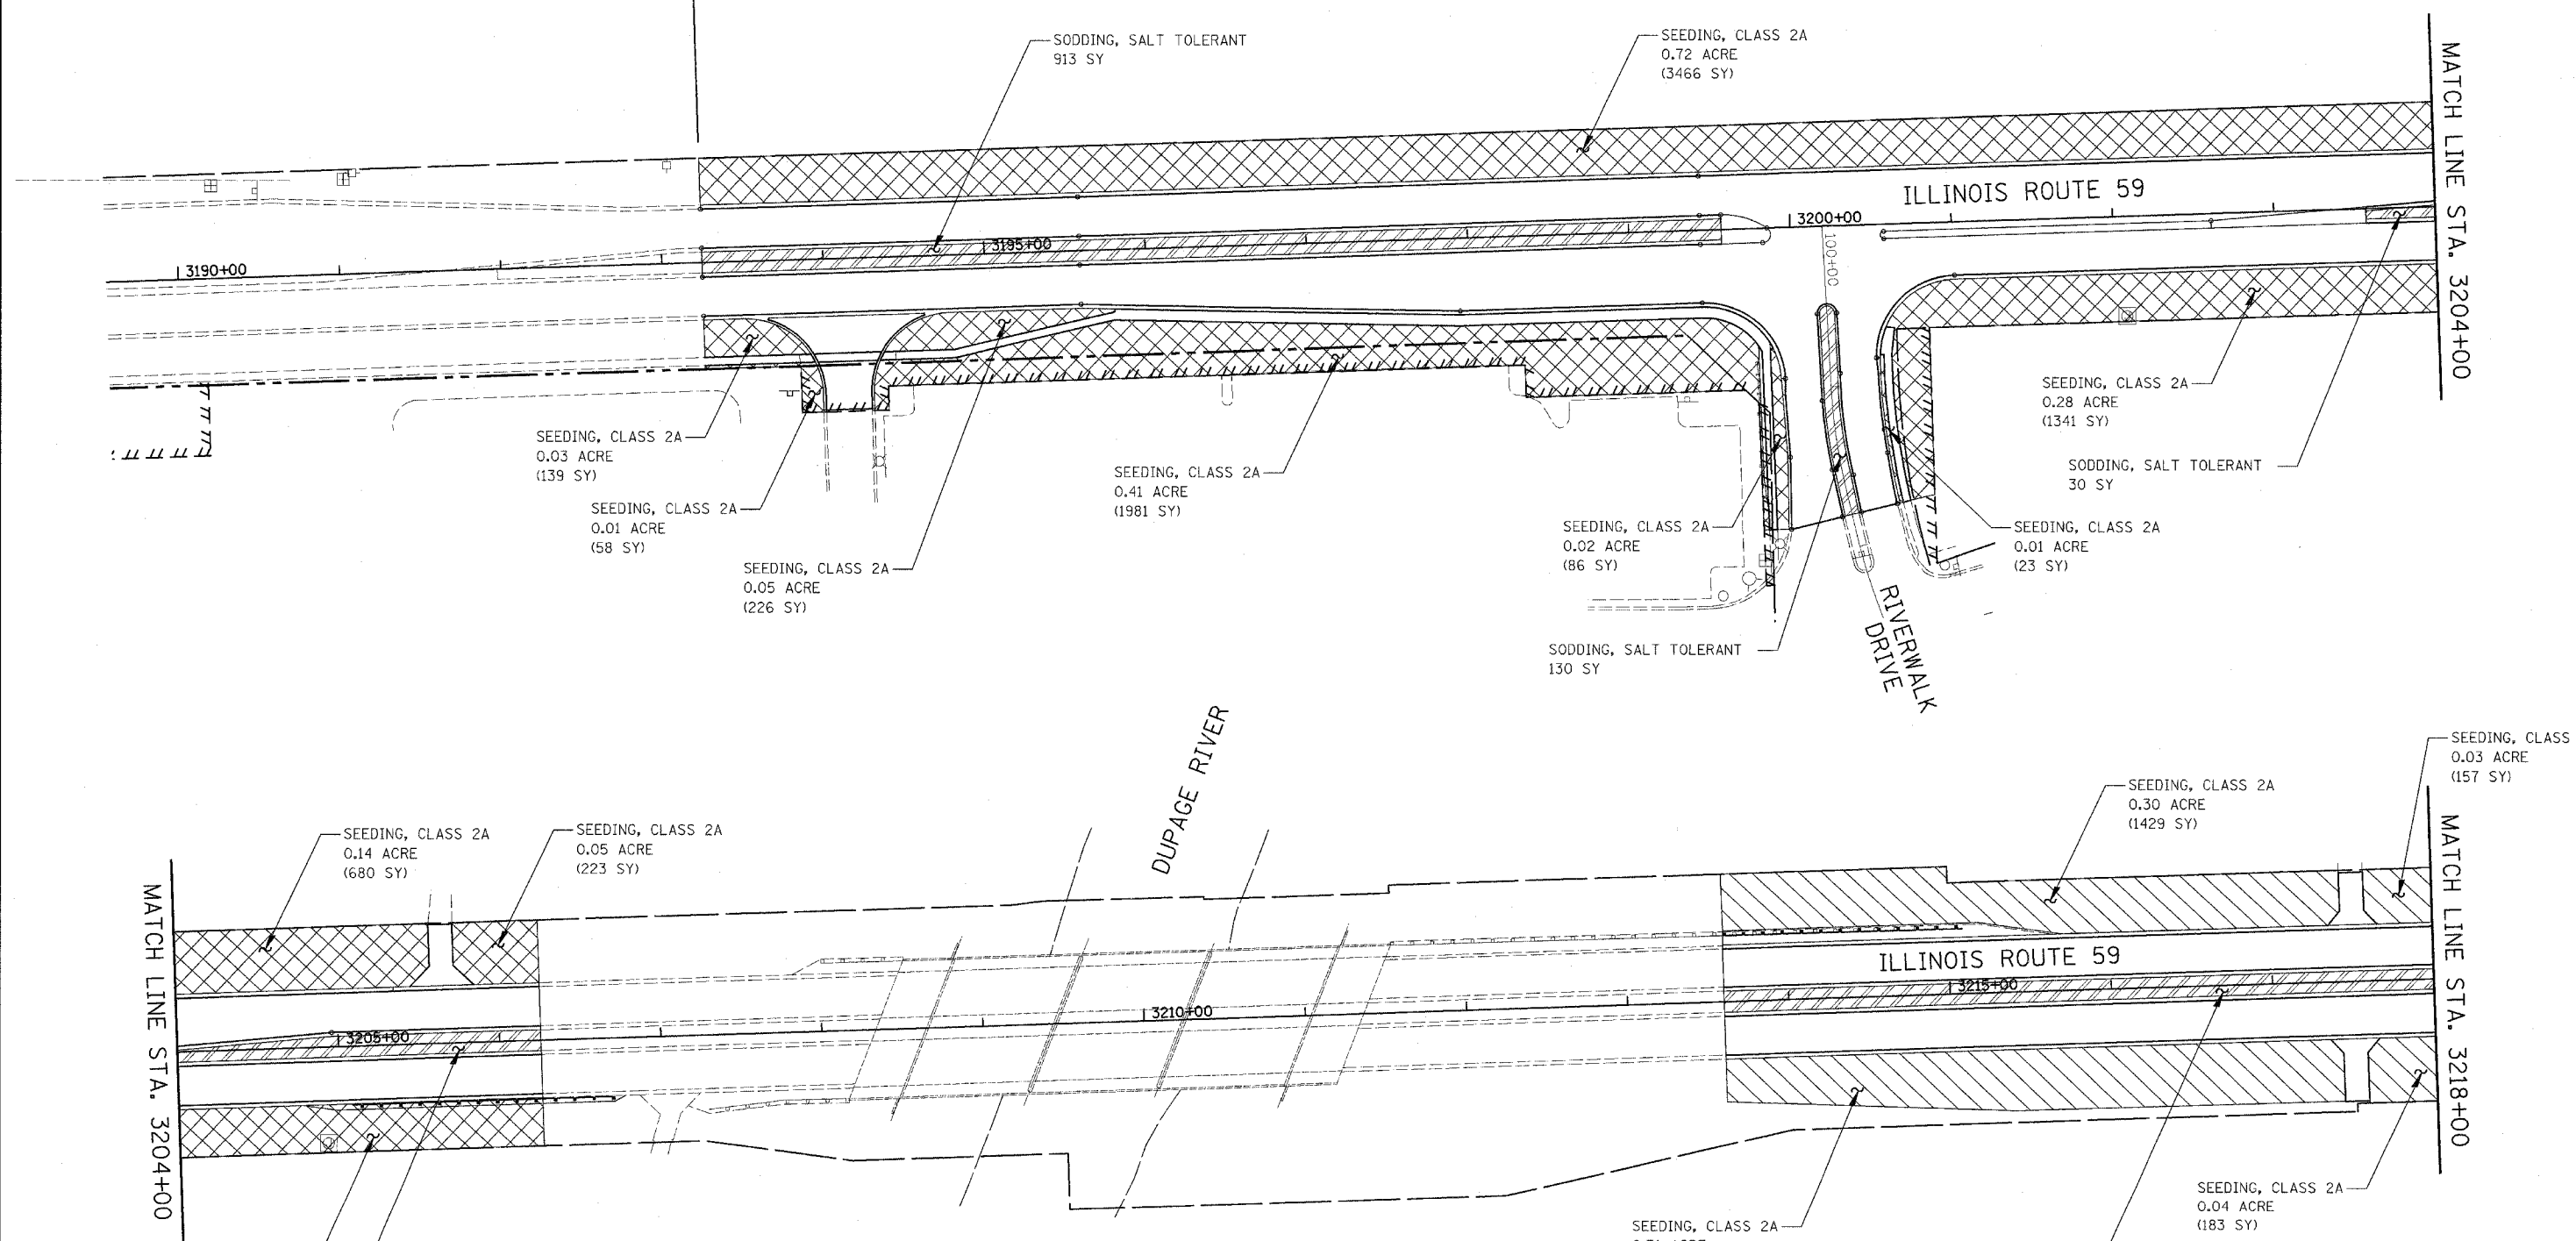 SODDING, SALT TOLERANT
913 SY
SEEDING, CLASS 2A
0.72 ACRE
(3466 SY)
MATCH LINE STA. 3204+00
ILLINOIS ROUTE 59
3190+00
3195+00
3200+00
100+00
SEEDING, CLASS 2A
0.03 ACRE
(139 SY)
SEEDING, CLASS 2A
0.01 ACRE
(58 SY)
SEEDING, CLASS 2A
0.05 ACRE
(226 SY)
SEEDING, CLASS 2A
0.41 ACRE
(1981 SY)
SEEDING, CLASS 2A
0.02 ACRE
(86 SY)
SODDING, SALT TOLERANT
130 SY
SEEDING, CLASS 2A
0.28 ACRE
(1341 SY)
SODDING, SALT TOLERANT
30 SY
SEEDING, CLASS 2A
0.01 ACRE
(23 SY)
RIVERWALK
DRIVE
DUPAGE RIVER
SEEDING, CLASS
0.03 ACRE
(157 SY)
SEEDING, CLASS 2A
0.30 ACRE
(1429 SY)
SEEDING, CLASS 2A
0.14 ACRE
(680 SY)
SEEDING, CLASS 2A
0.05 ACRE
(223 SY)
MATCH LINE STA. 3204+00
MATCH LINE STA. 3218+00
ILLINOIS ROUTE 59
3205+00
3210+00
3215+00
SEEDING, CLASS 2A
0.04 ACRE
(183 SY)
SEEDING, CLASS 2A